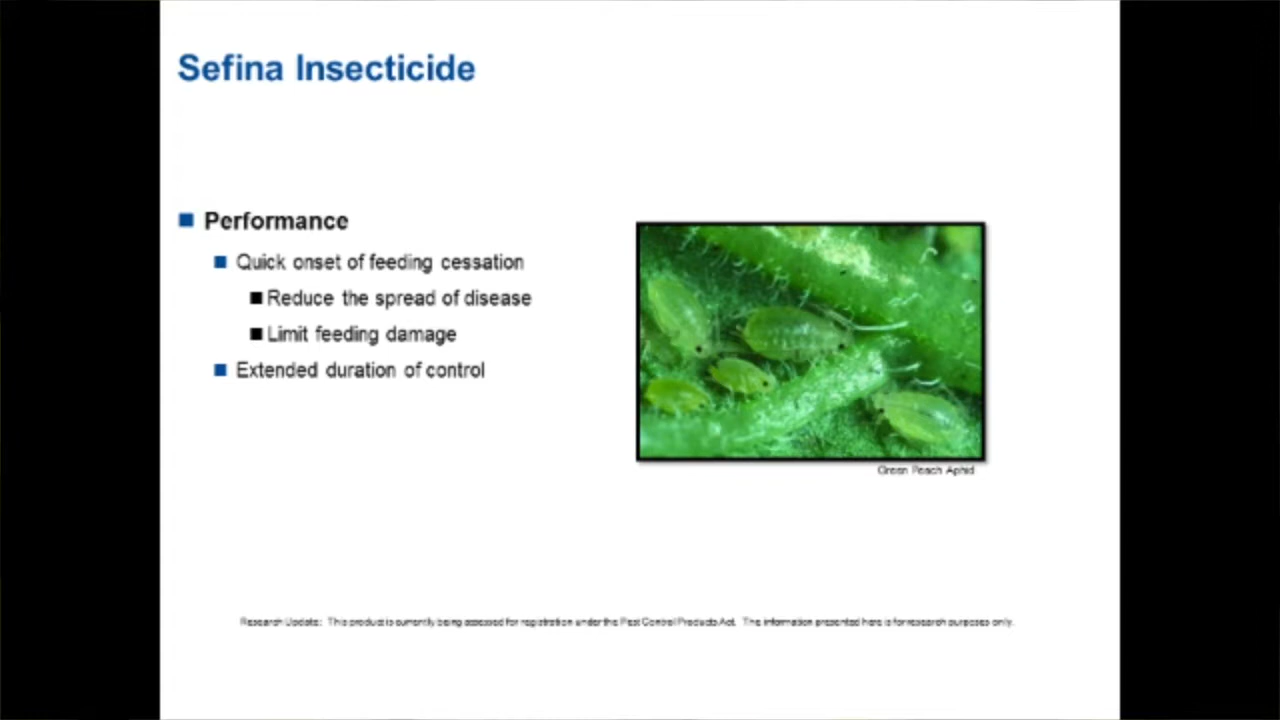 Sefina Insecticide
Performance
Quick onset of feeding cessation
Reduce the spread of disease
Limit feeding damage
Extended duration of control
Green Peach Aphid
Research Update: This product is currently being assessed for registration under the Pest Control Products Act. The information presented here is for research purposes only.